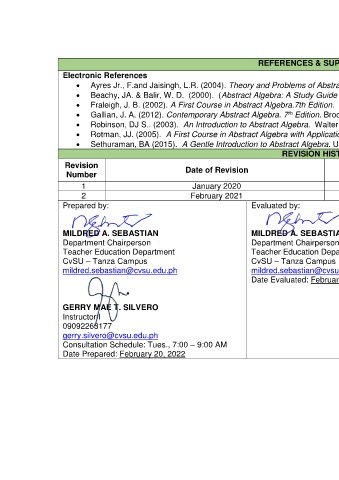 REFERENCES & SUP
Electronic References
• Ayres Jr., F.and Jaisingh, L.R. (2004). Theory and Problems of Abstra
• Beachy, JA. & Balir, W. D. (2000). (Abstract Algebra: A Study Guide
• Fraleigh, J. B. (2002). A First Course in Abstract Algebra.7th Edition.
• Gallian, J. A. (2012). Contemporary Abstract Algebra. 7th Edition. Broo
• Robinson, DJ S.. (2003). An Introduction to Abstract Algebra. Walter
• Rotman, JJ. (2005). A First Course in Abstract Algebra with Applicatio
• Sethuraman, BA (2015). A Gentle Introduction to Abstract Algebra. U
REVISION HIST
Revision Number Date of Revision
1 January 2020
2 February 2021
Prepared by:
MILDRED A. SEBASTIAN
Department Chairperson
Teacher Education Department
CvSU – Tanza Campus
mildred.sebastian@cvsu.edu.ph
GERRY MAE T. SILVERO
Instructor I
09092268177
gerry.silvero@cvsu.edu.ph
Consultation Schedule: Tues., 7:00 – 9:00 AM
Date Prepared: February 20, 2022
Evaluated by:
MILDRED A. SEBASTIA
Department Chairperson
Teacher Education Depa
CvSU – Tanza Campus
mildred.sebastian@cvsu
Date Evaluated: Februar